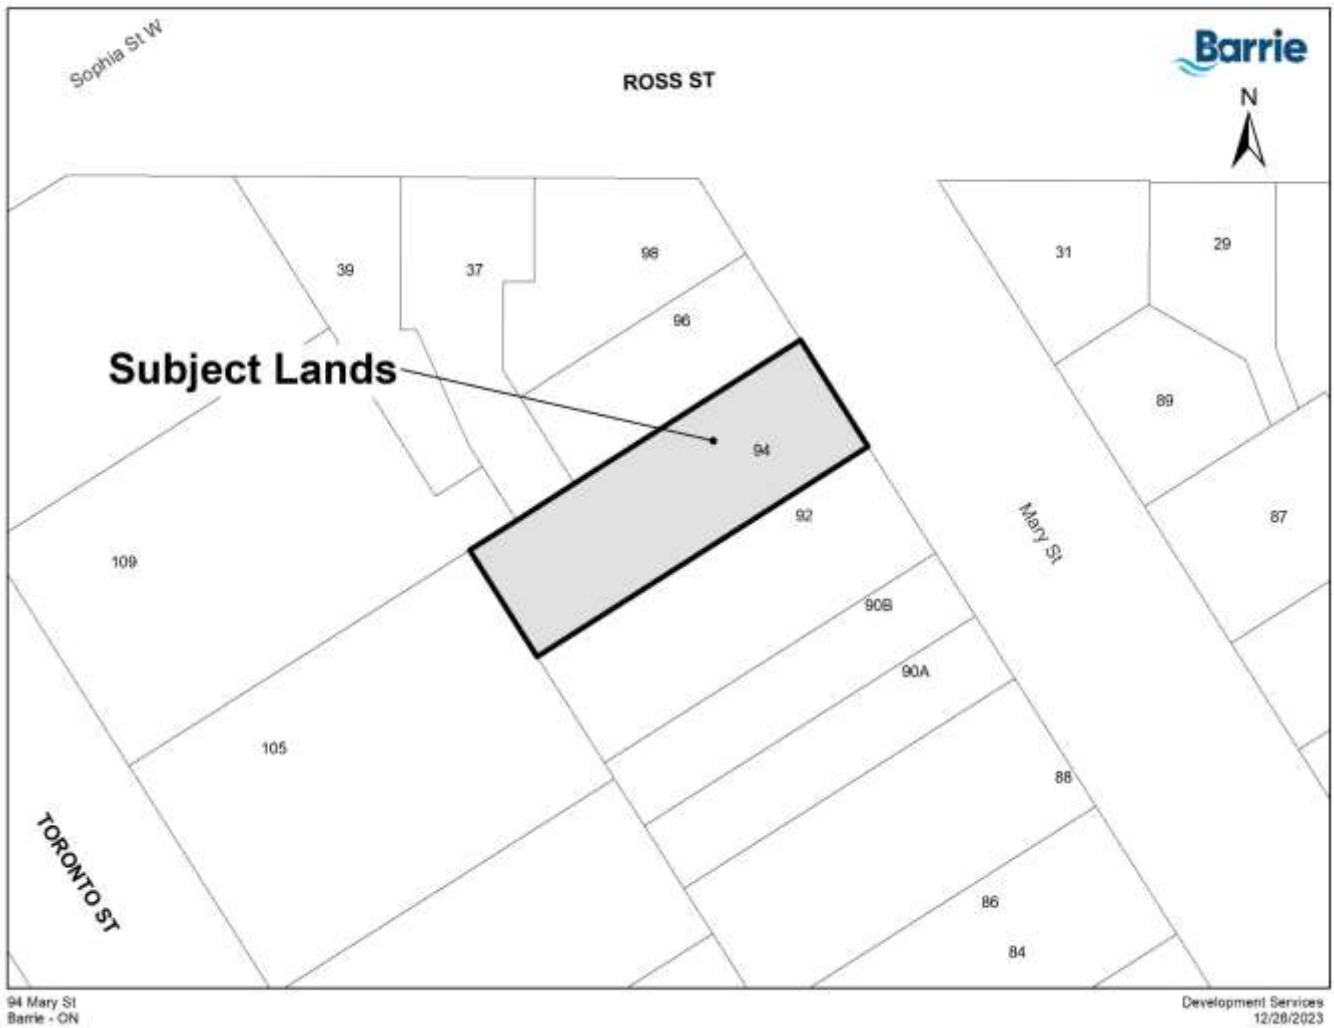 Sophia St W
ROSS ST
Barrie
N
39
37
98
31
29
96
Subject Lands
89
94
92
Mary St
87
109
90B
90A
105
88
TORONTO ST
86
84
94 Mary St
Barrie - ON
Development Services
12/28/2023